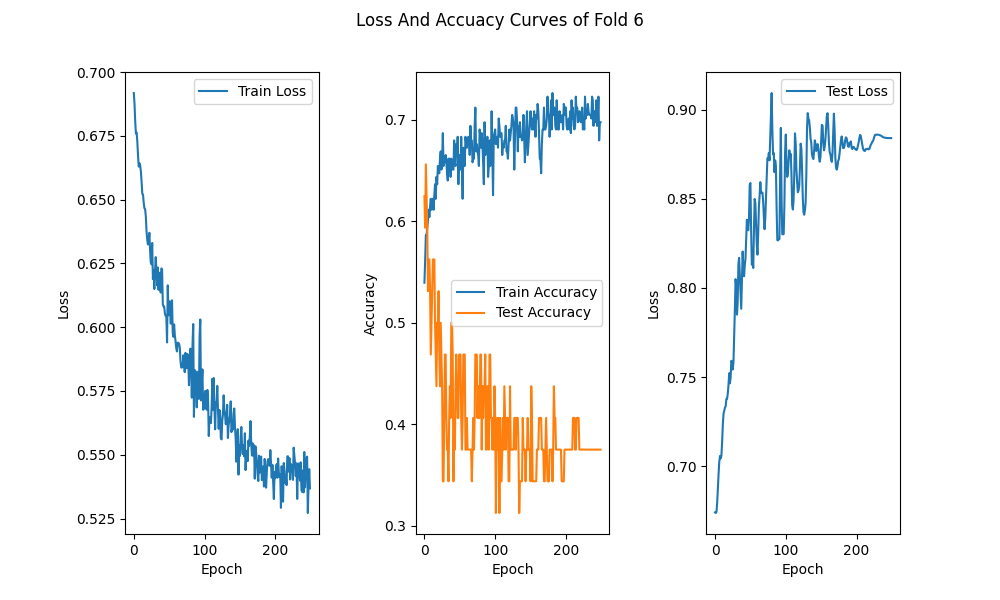 Loss And Accuacy Curves of Fold 6
0.700
0.675
0.650
0.625
0.600
0.575
0.550
0.525
Loss
0
100
200
Epoch
Train Loss
0.7
0.6
0.5
0.4
0.3
Accuracy
0
100
200
Epoch
Train Accuracy
Test Accuracy
0.90
0.85
0.80
0.75
0.70
Loss
0
100
200
Epoch
Test Loss